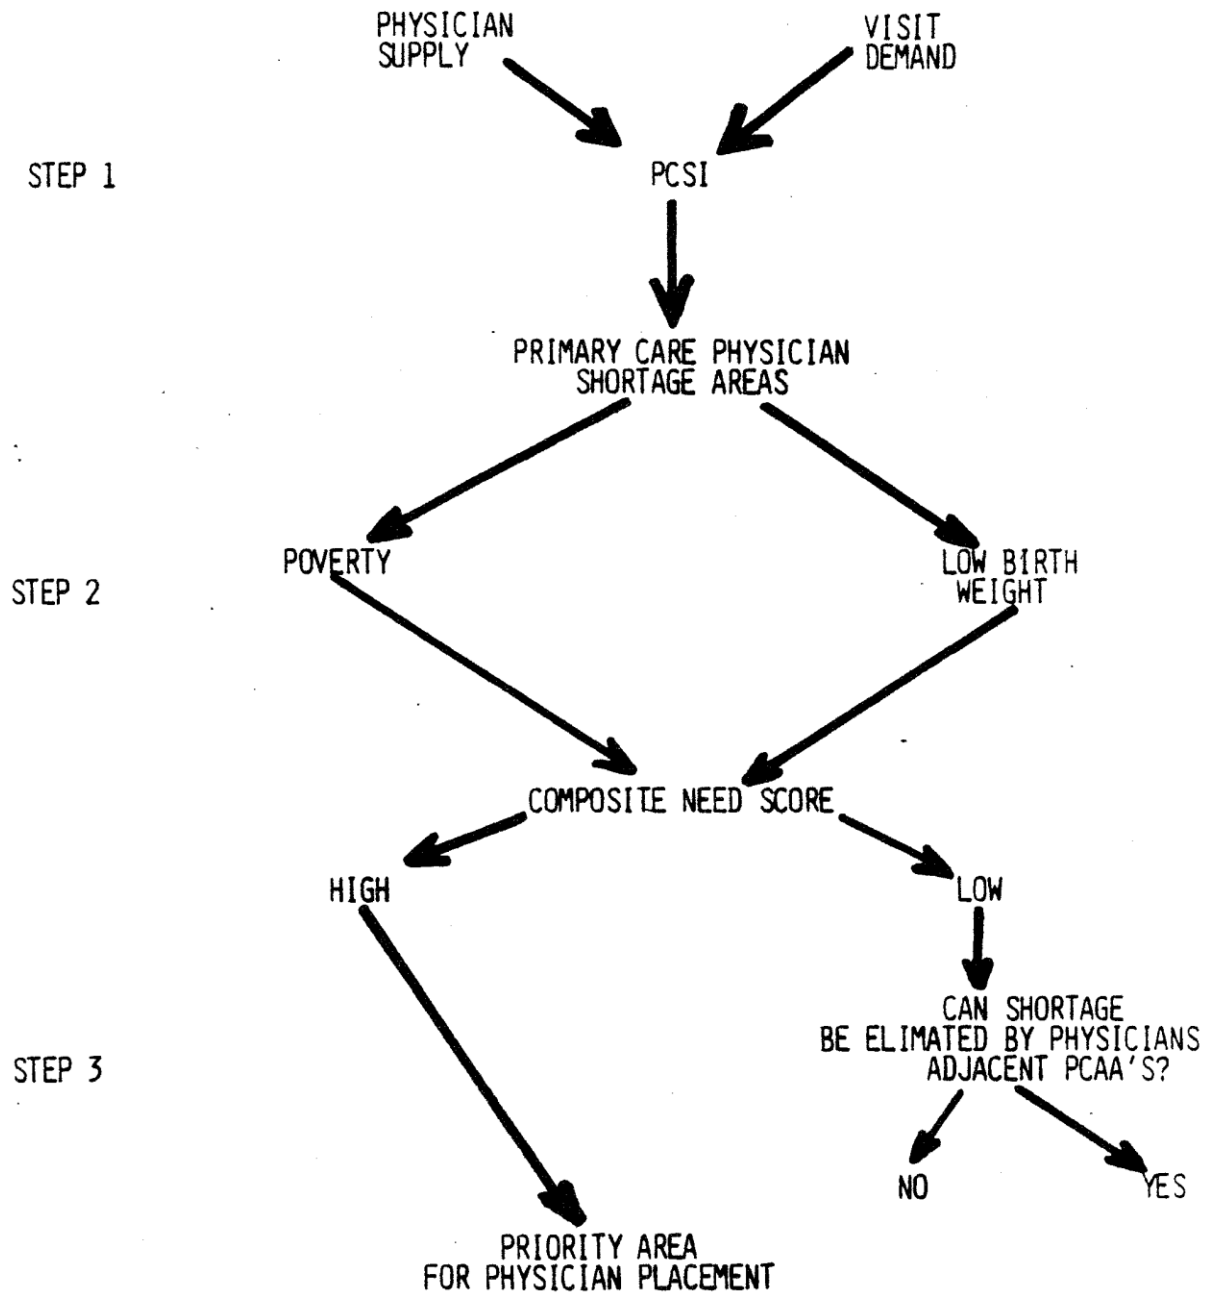 PHYSICIAN
SUPPLY
VISIT
DEMAND
STEP 1
PCSI
PRIMARY CARE PHYSICIAN
SHORTAGE AREAS
POVERTY
LOW BIRTH
WEIGHT
STEP 2
COMPOSITE NEED SCORE
HIGH
LOW
CAN SHORTAGE
BE ELIMATED BY PHYSICIANS
ADJACENT PCAA'S?
STEP 3
NO
YES
PRIORITY AREA
FOR PHYSICIAN PLACEMENT